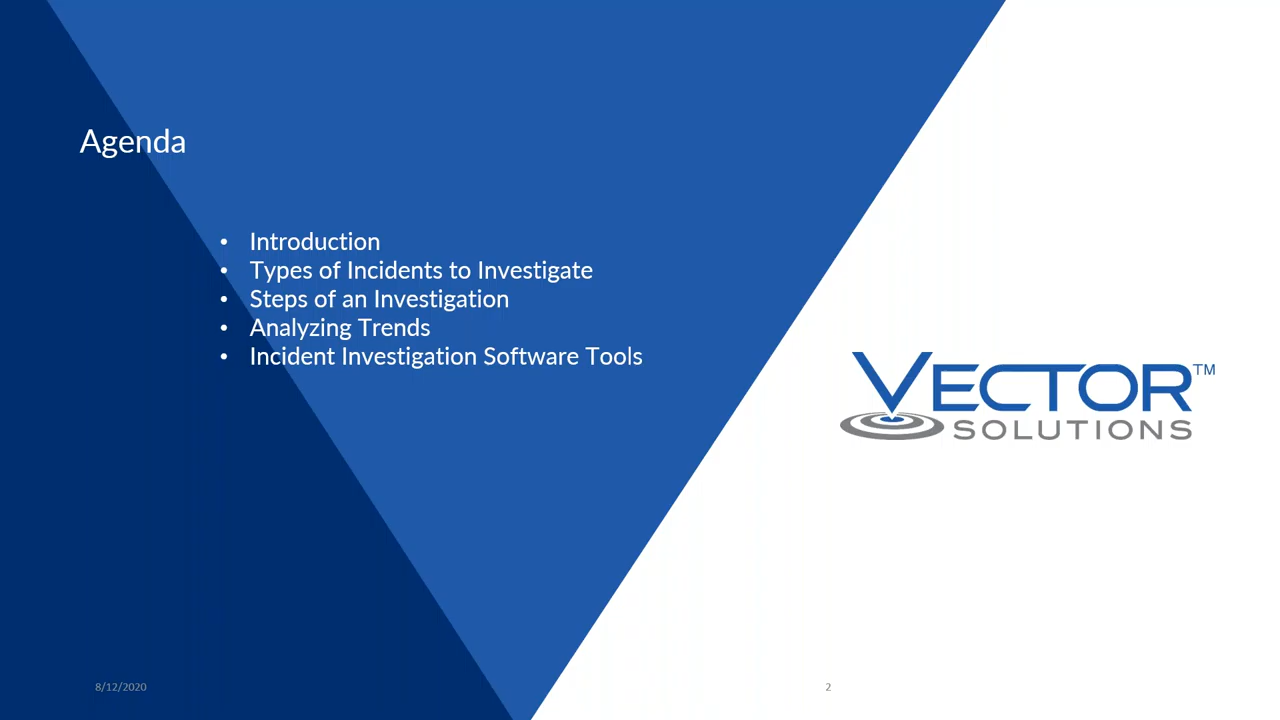 Agenda
• Introduction
• Types of Incidents to Investigate
• Steps of an Investigation
• Analyzing Trends
• Incident Investigation Software Tools
VECTOR™
SOLUTIONS
8/12/2020
2